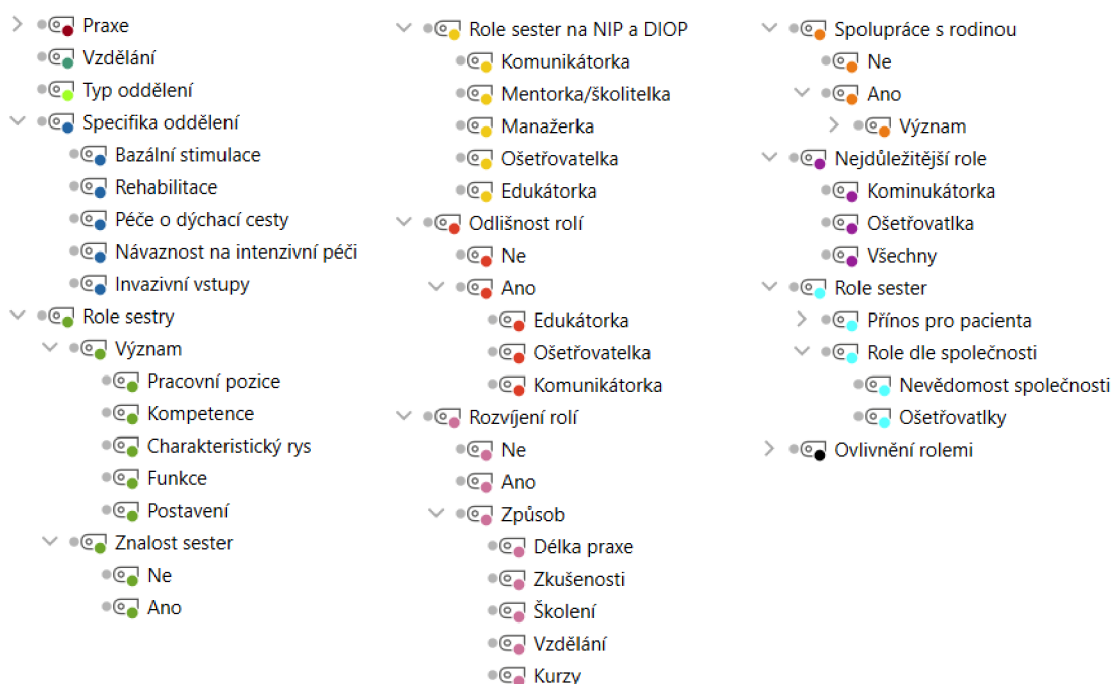 Praxe
Vzdělání
Typ oddělení
Specifika oddělení
Bazální stimulace
Rehabilitace
Péče o dýchací cesty
Návaznost na intenzivní péči
Invazivní vstupy
Role sestry
Význam
Pracovní pozice
Kompetence
Charakteristický rys
Funkce
Postavení
Znalost sester
Ne
Ano
Role sester na NIP a DIOP
Komunikátorka
Mentorka/školitelka
Manažerka
Ošetřovatelka
Edukátorka
Odlišnost rolí
Ne
Ano
Edukátorka
Ošetřovatelka
Komunikátorka
Rozvíjení rolí
Ne
Ano
Způsob
Délka praxe
Zkušenosti
Školení
Vzdělání
Kurzy
Spolupráce s rodinou
Ne
Ano
Význam
Nejdůležitější role
Kominukátorka
Ošetřovatlka
Všechny
Role sester
Přínos pro pacienta
Role dle společnosti
Nevědomost společnosti
Ošetřovatlky
Ovlivnění rolemi